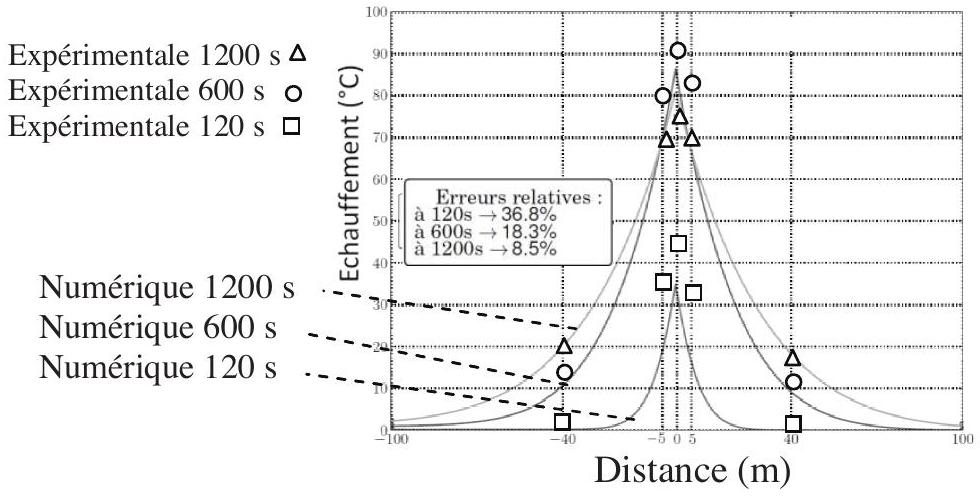 Expérimentale 1200 s
Expérimentale 600 s
Expérimentale 120 s
Echauffement (°C)
100
90
80
70
60
50
40
30
20
10
0
Erreurs relatives :
à 120s → 36.8%
à 600s → 18.3%
à 1200s → 8.5%
Numérique 1200 s
Numérique 600 s
Numérique 120 s
−100 −40 −5 0 5 40 100
Distance (m)